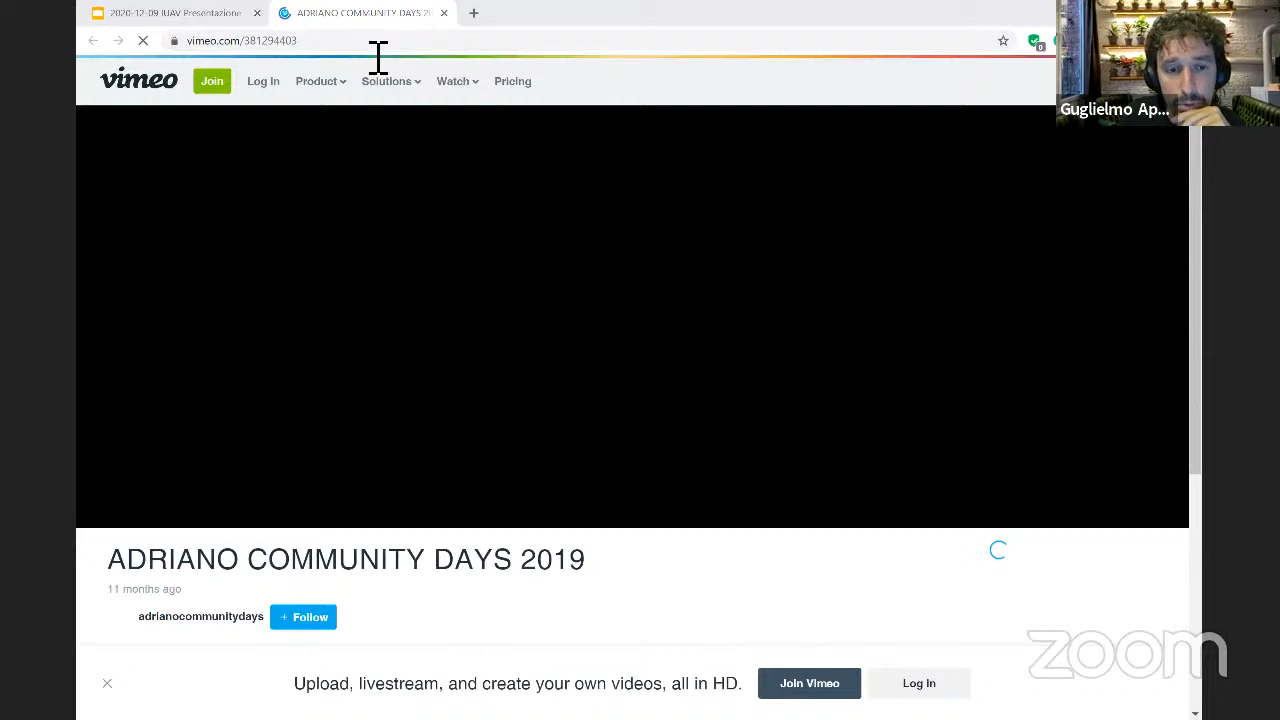 2020-12-09 IUAV Presentazione
ADRIANO COMMUNITY DAYS 20
vimeo.com/381294403
0
vimeo
Join
Log In
Product
Solutions
Watch
Pricing
Guglielmo Ap...
ADRIANO COMMUNITY DAYS 2019
11 months ago
adrianocommunitydays
+ Follow
Upload, livestream, and create your own videos, all in HD.
Join Vimeo
Log In
zoom